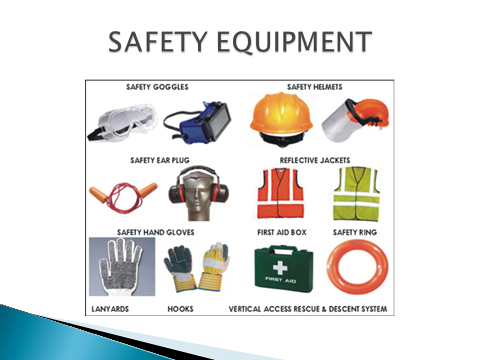 SAFETY EQUIPMENT
SAFETY GOGGLES
SAFETY HELMETS
SAFETY EAR PLUG
REFLECTIVE JACKETS
SAFETY HAND GLOVES
FIRST AID BOX
SAFETY RING
FIRST AID
LANYARDS
HOOKS
VERTICAL ACCESS RESCUE & DESCENT SYSTEM